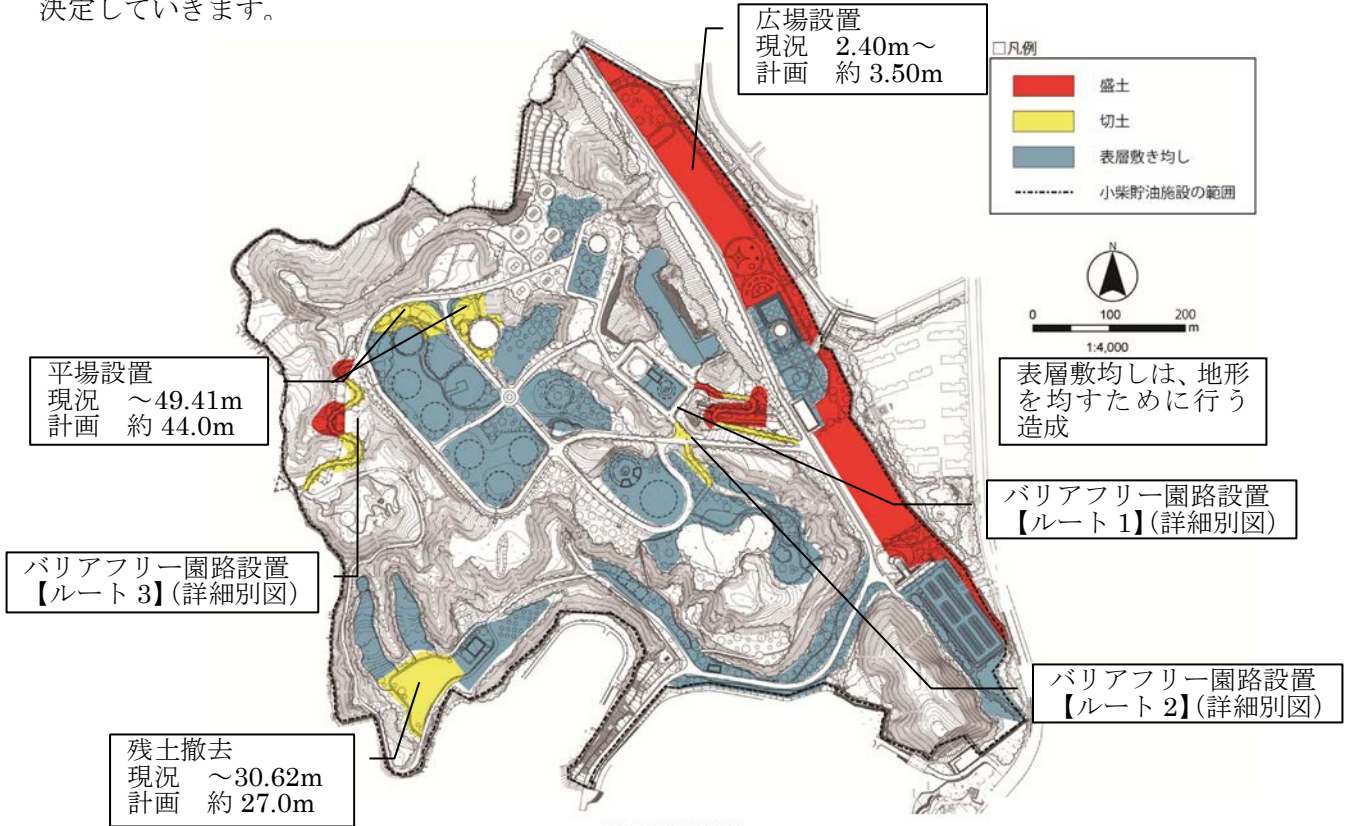 決定していきます。
広場設置
現況　2.40m～
計画　約 3.50m
□凡例
盛土
切土
表層敷き均し
小柴貯油施設の範囲
N
0 100 200
m
1:4,000
平場設置
現況　～49.41m
計画　約 44.0m
表層敷均しは、地形
を均すために行う
造成
バリアフリー園路設置
【ルート 1】(詳細別図)
バリアフリー園路設置
【ルート 3】(詳細別図)
バリアフリー園路設置
【ルート 2】(詳細別図)
残土撤去
現況　～30.62m
計画　約 27.0m